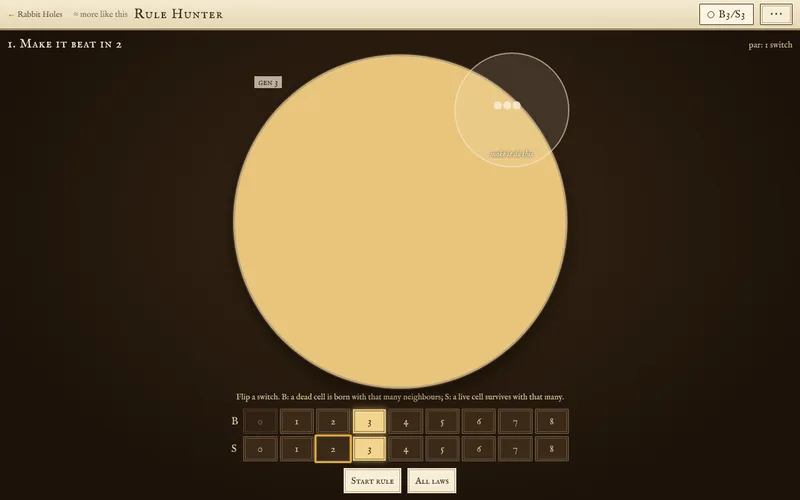 ← Rabbit Holes ≈ more like this Rule Hunter ○ B3/S3 ...
1. Make it beat in 2 par: 1 switch
GEN 3
Flip a switch. B: a dead cell is born with that many neighbours; S: a live cell survives with that many.
B 0 1 2 3 4 5 6 7 8
S 0 1 2 3 4 5 6 7 8
Start rule All laws